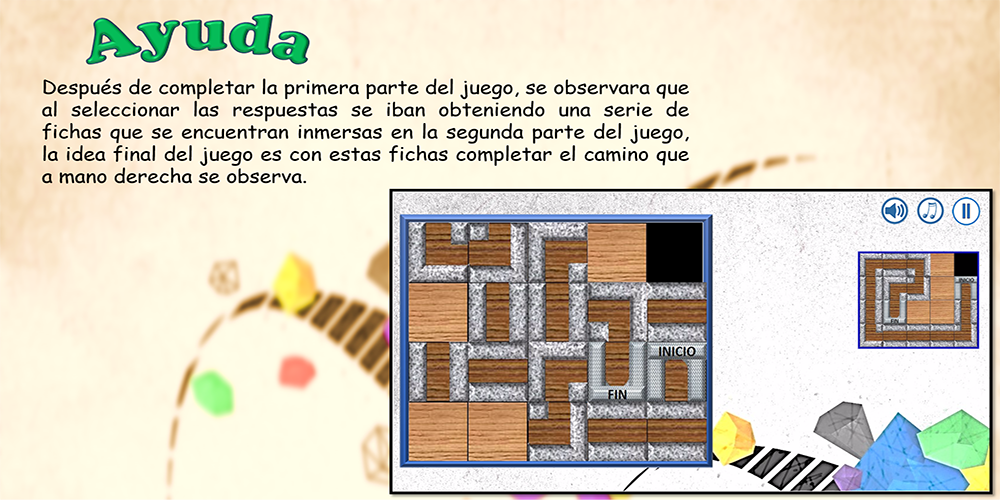 Ayuda
Después de completar la primera parte del juego, se observara que
al seleccionar las respuestas se iban obteniendo una serie de
fichas que se encuentran inmersas en la segunda parte del juego,
la idea final del juego es con estas fichas completar el camino que
a mano derecha se observa.
INICIO
FIN
INICIO
FIN